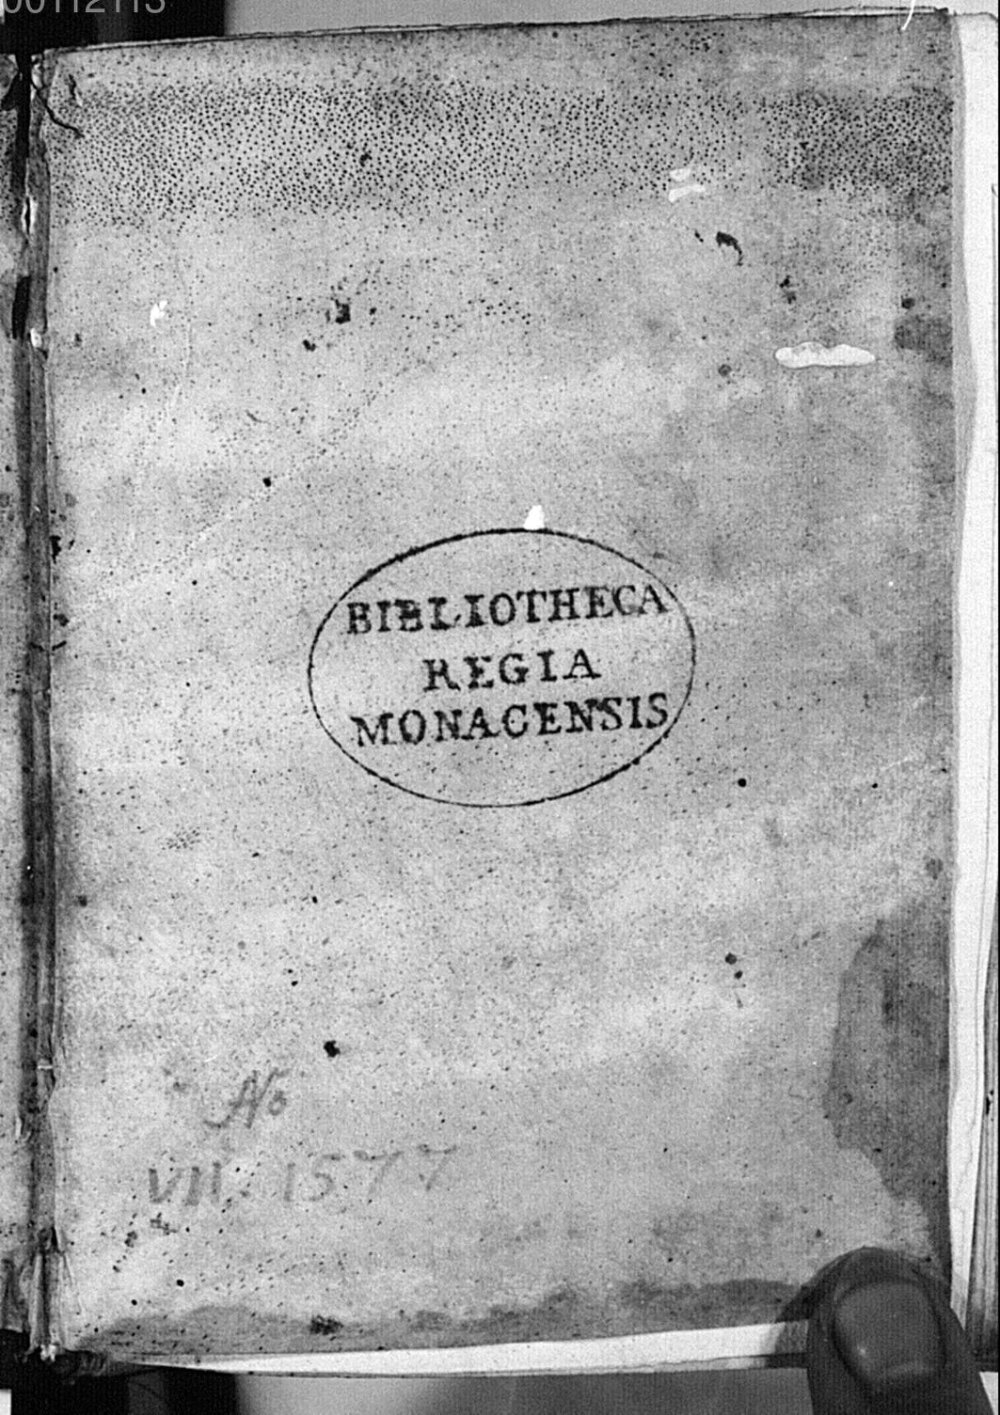 00112113
BIBLIOTHECA
REGIA
MONACENSIS
No
VII. 1577